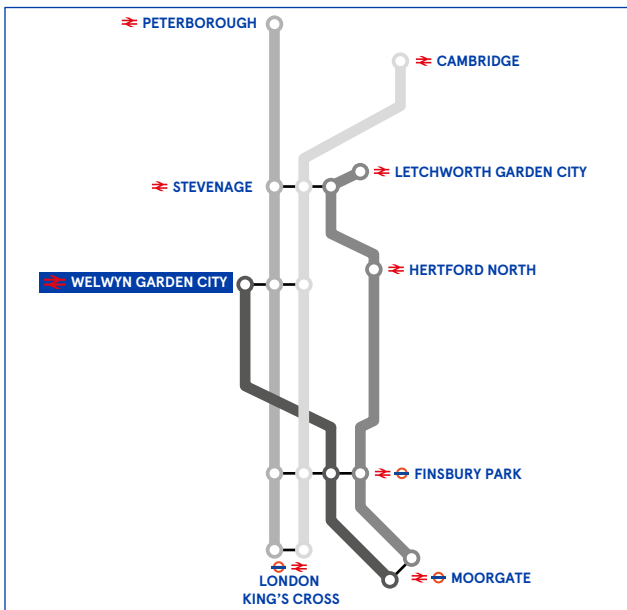 PETERBOROUGH
CAMBRIDGE
LETCHWORTH GARDEN CITY
STEVENAGE
HERTFORD NORTH
WELWYN GARDEN CITY
FINSBURY PARK
MOORGATE
LONDON
KING'S CROSS